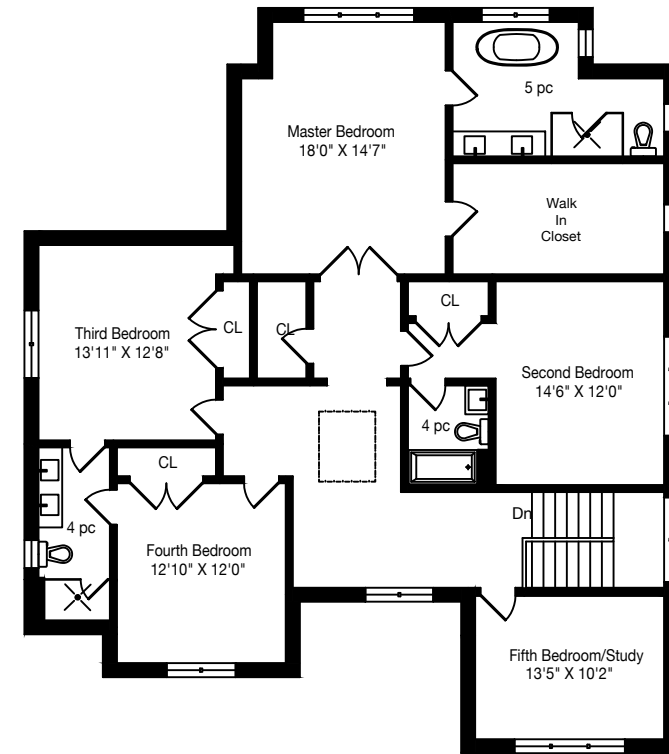 5 pc
Master Bedroom
18'0" X 14'7"
Walk
In
Closet
CL
CL
CL
Third Bedroom
13'11" X 12'8"
Second Bedroom
14'6" X 12'0"
4 pc
CL
Dn
4 pc
Fourth Bedroom
12'10" X 12'0"
Fifth Bedroom/Study
13'5" X 10'2"